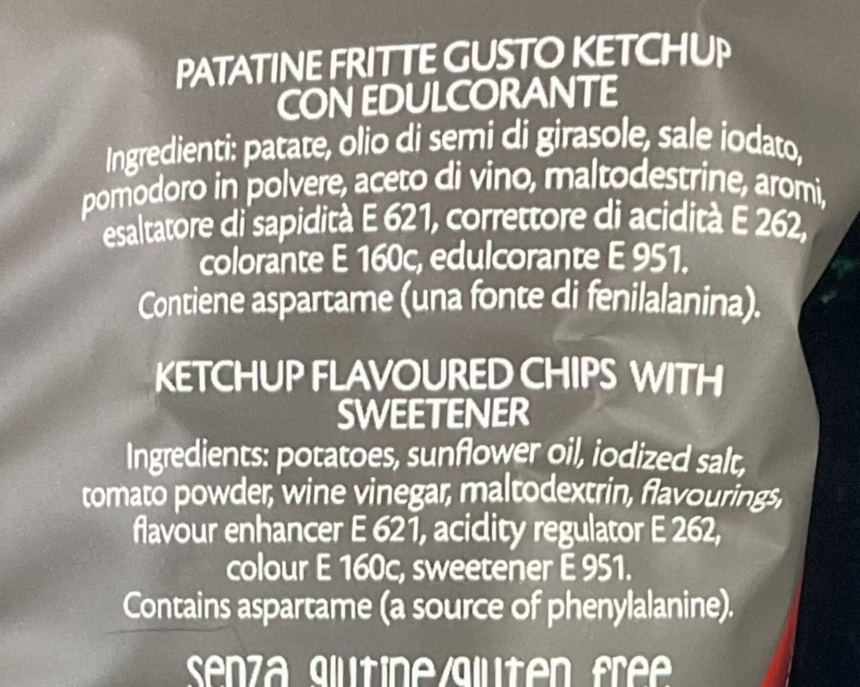 PATATINE FRITTE GUSTO KETCHUP
CON EDULCORANTE
Ingredienti: patate, olio di semi di girasole, sale iodato,
pomodoro in polvere, aceto di vino, maltodestrine, aromi,
esaltatore di sapidità E 621, correttore di acidità E 262,
colorante E 160c, edulcorante E 951.
Contiene aspartame (una fonte di fenilalanina).
KETCHUP FLAVOURED CHIPS WITH
SWEETENER
Ingredients: potatoes, sunflower oil, iodized salt,
tomato powder, wine vinegar, maltodextrin, flavourings,
flavour enhancer E 621, acidity regulator E 262,
colour E 160c, sweetener E 951.
Contains aspartame (a source of phenylalanine).
senza glutine/gluten free